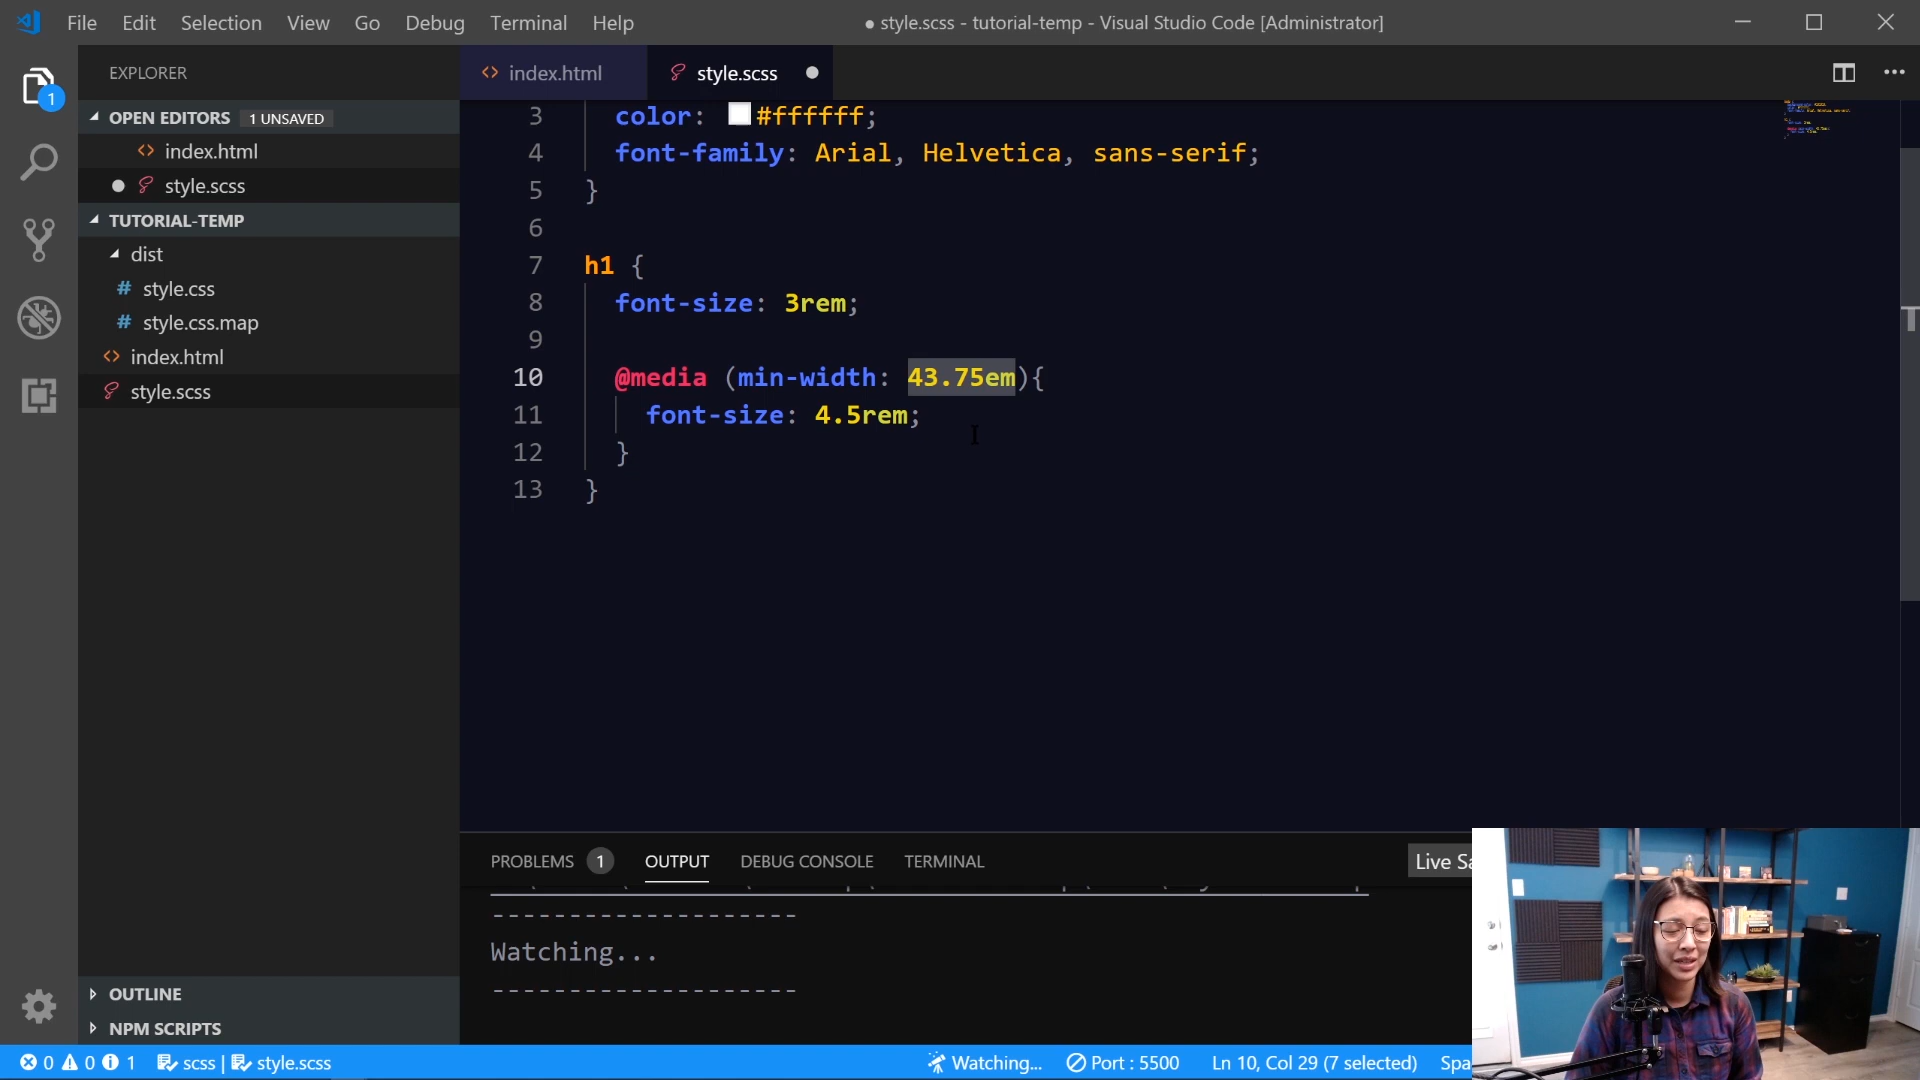 File Edit Selection View Go Debug Terminal Help
● style.scss - tutorial-temp - Visual Studio Code [Administrator]
EXPLORER
1
OPEN EDITORS 1 UNSAVED
index.html
style.scss
TUTORIAL-TEMP
dist
# style.css
# style.css.map
<> index.html
style.scss
OUTLINE
NPM SCRIPTS
<> index.html
style.scss ●
3 color: #ffffff;
4 font-family: Arial, Helvetica, sans-serif;
5 }
6
7 h1 {
8 font-size: 3rem;
9
10 @media (min-width: 43.75em){
11 font-size: 4.5rem;
12 }
13 }
PROBLEMS 1 OUTPUT DEBUG CONSOLE TERMINAL
Live Sa
--------------------
Watching...
--------------------
0 0 1 scss | style.scss
Watching... Port : 5500 Ln 10, Col 29 (7 selected) Spa